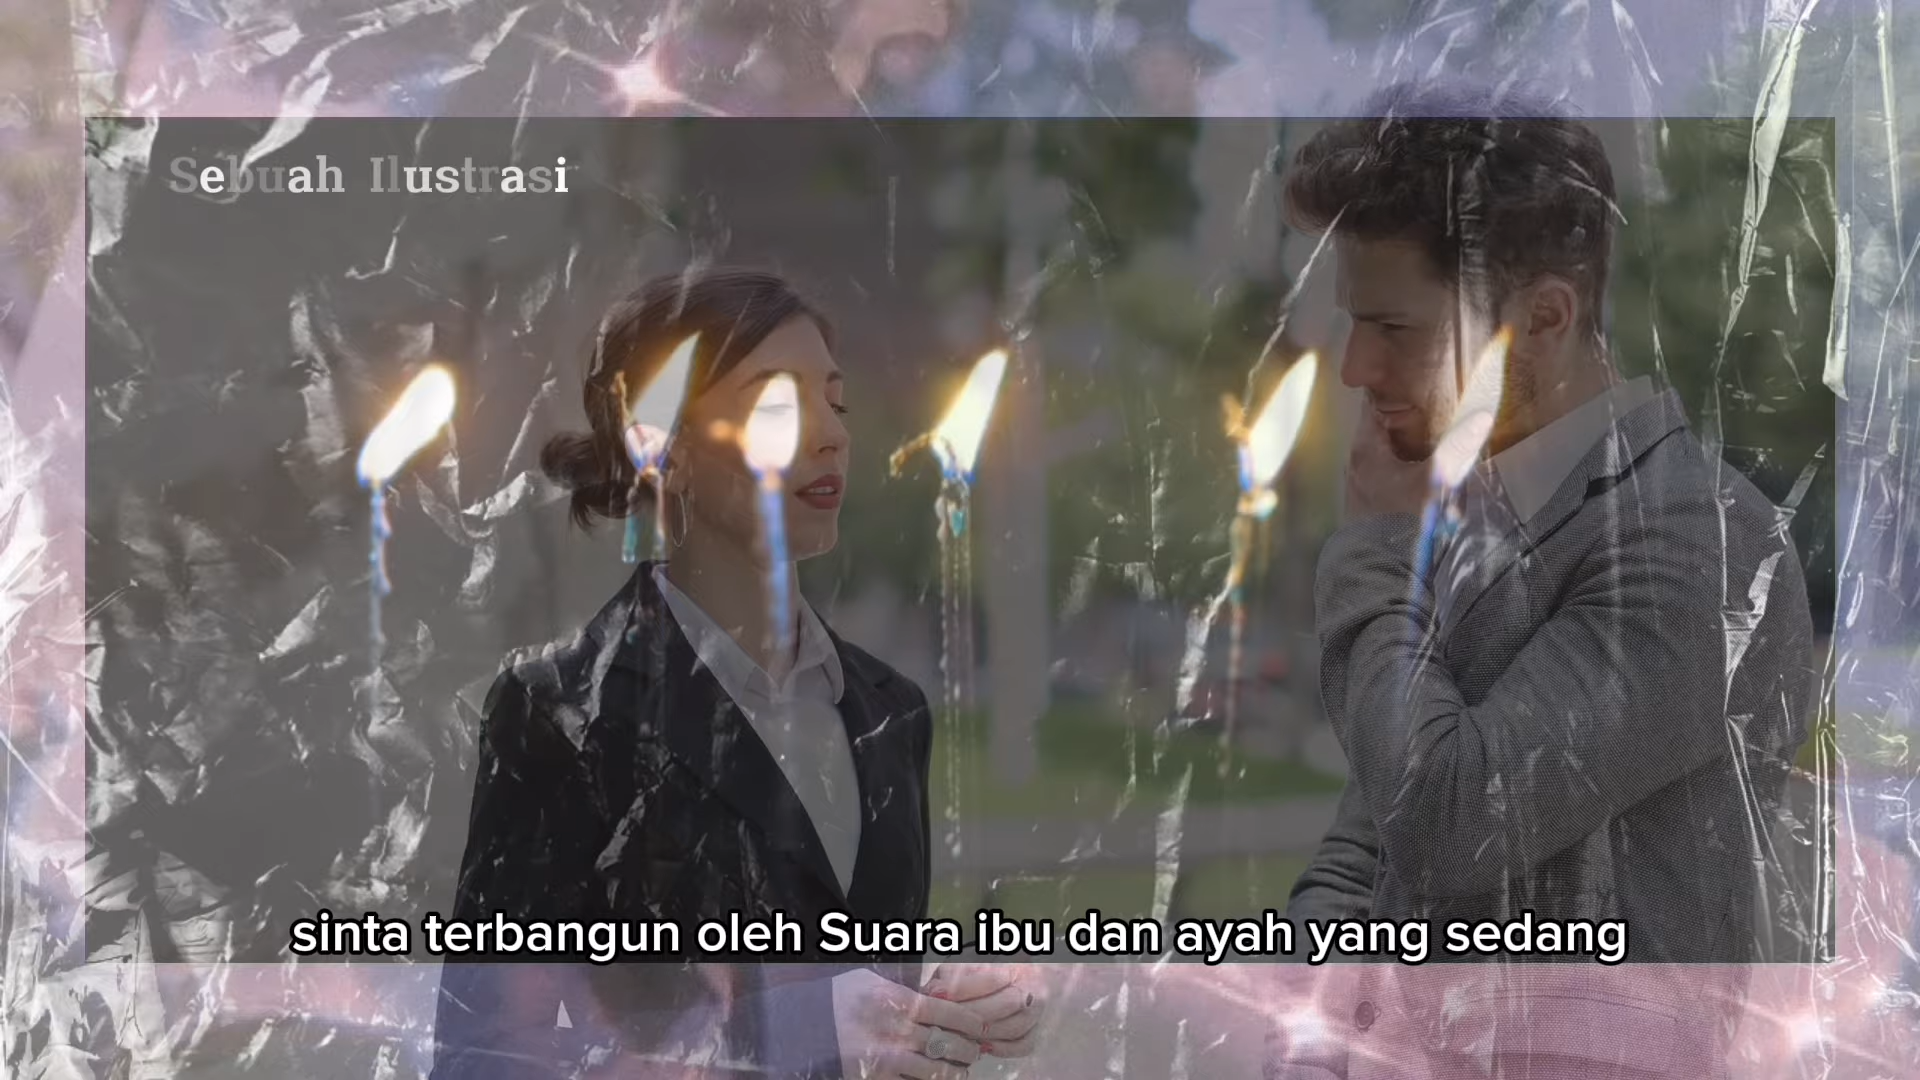 Sebuah Ilustrasi
sinta terbangun oleh Suara ibu dan ayah yang sedang